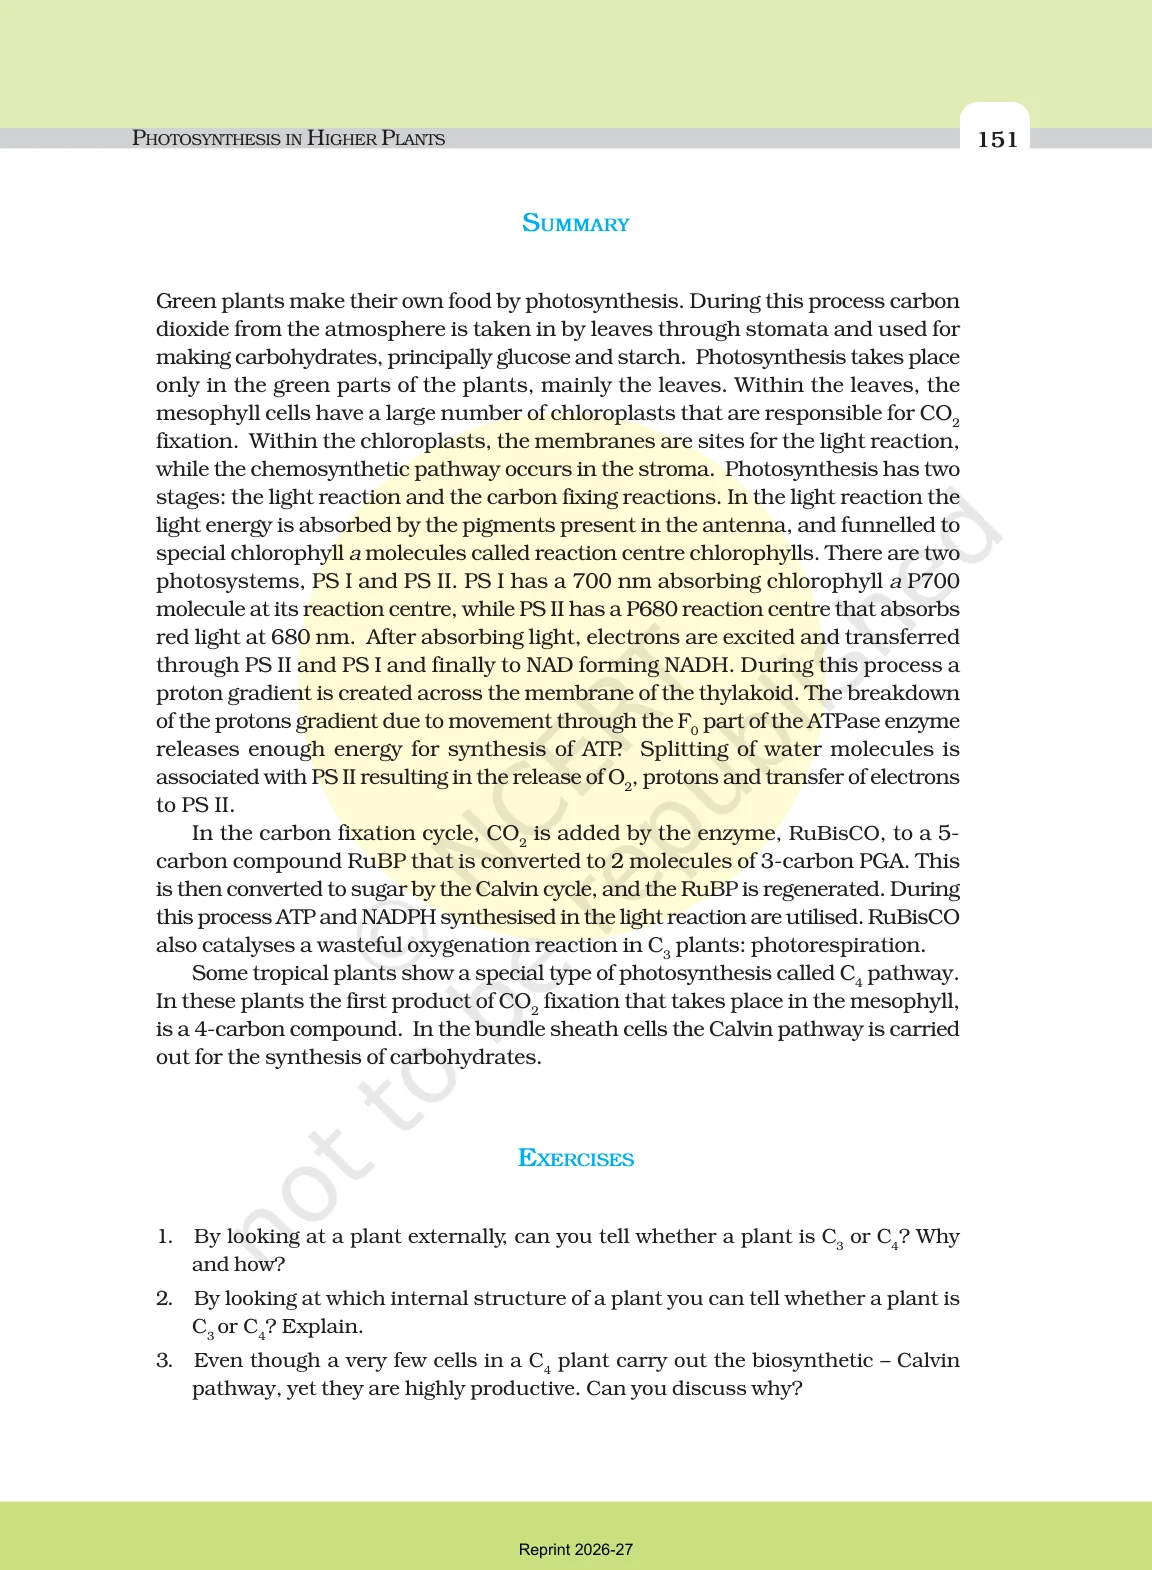 PHOTOSYNTHESIS IN HIGHER PLANTS 151
SUMMARY
Green plants make their own food by photosynthesis. During this process carbon
dioxide from the atmosphere is taken in by leaves through stomata and used for
making carbohydrates, principally glucose and starch. Photosynthesis takes place
only in the green parts of the plants, mainly the leaves. Within the leaves, the
mesophyll cells have a large number of chloroplasts that are responsible for CO₂
fixation. Within the chloroplasts, the membranes are sites for the light reaction,
while the chemosynthetic pathway occurs in the stroma. Photosynthesis has two
stages: the light reaction and the carbon fixing reactions. In the light reaction the
light energy is absorbed by the pigments present in the antenna, and funnelled to
special chlorophyll a molecules called reaction centre chlorophylls. There are two
photosystems, PS I and PS II. PS I has a 700 nm absorbing chlorophyll a P700
molecule at its reaction centre, while PS II has a P680 reaction centre that absorbs
red light at 680 nm. After absorbing light, electrons are excited and transferred
through PS II and PS I and finally to NAD forming NADH. During this process a
proton gradient is created across the membrane of the thylakoid. The breakdown
of the protons gradient due to movement through the F₀ part of the ATPase enzyme
releases enough energy for synthesis of ATP. Splitting of water molecules is
associated with PS II resulting in the release of O₂, protons and transfer of electrons
to PS II.
In the carbon fixation cycle, CO₂ is added by the enzyme, RuBisCO, to a 5-
carbon compound RuBP that is converted to 2 molecules of 3-carbon PGA. This
is then converted to sugar by the Calvin cycle, and the RuBP is regenerated. During
this process ATP and NADPH synthesised in the light reaction are utilised. RuBisCO
also catalyses a wasteful oxygenation reaction in C₃ plants: photorespiration.
Some tropical plants show a special type of photosynthesis called C₄ pathway.
In these plants the first product of CO₂ fixation that takes place in the mesophyll,
is a 4-carbon compound. In the bundle sheath cells the Calvin pathway is carried
out for the synthesis of carbohydrates.
EXERCISES
1. By looking at a plant externally, can you tell whether a plant is C₃ or C₄? Why
and how?
2. By looking at which internal structure of a plant you can tell whether a plant is
C₃ or C₄? Explain.
3. Even though a very few cells in a C₄ plant carry out the biosynthetic – Calvin
pathway, yet they are highly productive. Can you discuss why?
© NCERT
not to be republished
Reprint 2026-27